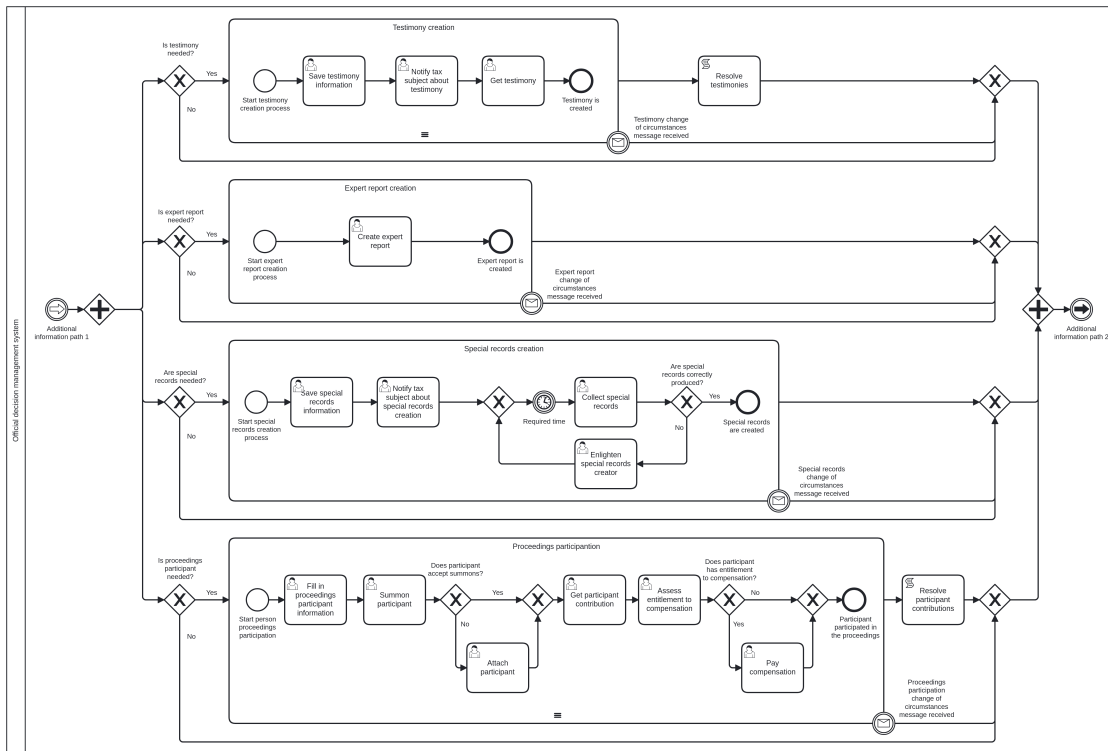 Official decision management system
Additional
information path 1
Is testimony
needed?
Yes
No
Testimony creation
Start testimony
creation process
Save testimony
information
Notify tax
subject about
testimony
Get testimony
Testimony is
created
Testimony change
of circumstances
message received
Resolve
testimonies
Is expert report
needed?
Yes
No
Expert report creation
Start expert
report creation
process
Create expert
report
Expert report is
created
Expert report
change of
circumstances
message received
Are special
records needed?
Yes
No
Special records creation
Start special
records creation
process
Save special
records
information
Notify tax
subject about
special records
creation
Required time
Collect special
records
Are special
records correctly
produced?
Yes
No
Enlighten
special records
creator
Special records
are created
Special records
change of
circumstances
message received
Is proceedings
participant
needed?
Yes
No
Proceedings participantion
Start person
proceedings
participation
Fill in
proceedings
participant
information
Summon
participant
Does participant
accept summons?
Yes
No
Attach
participant
Get participant
contribution
Assess
entitlement to
compensation
Does participant
has entitlement
to compensation?
No
Yes
Pay
compensation
Participant
participated in
the proceedings
Proceedings
participation
change of
circumstances
message received
Resolve
participant
contributions
Additional
information path 2